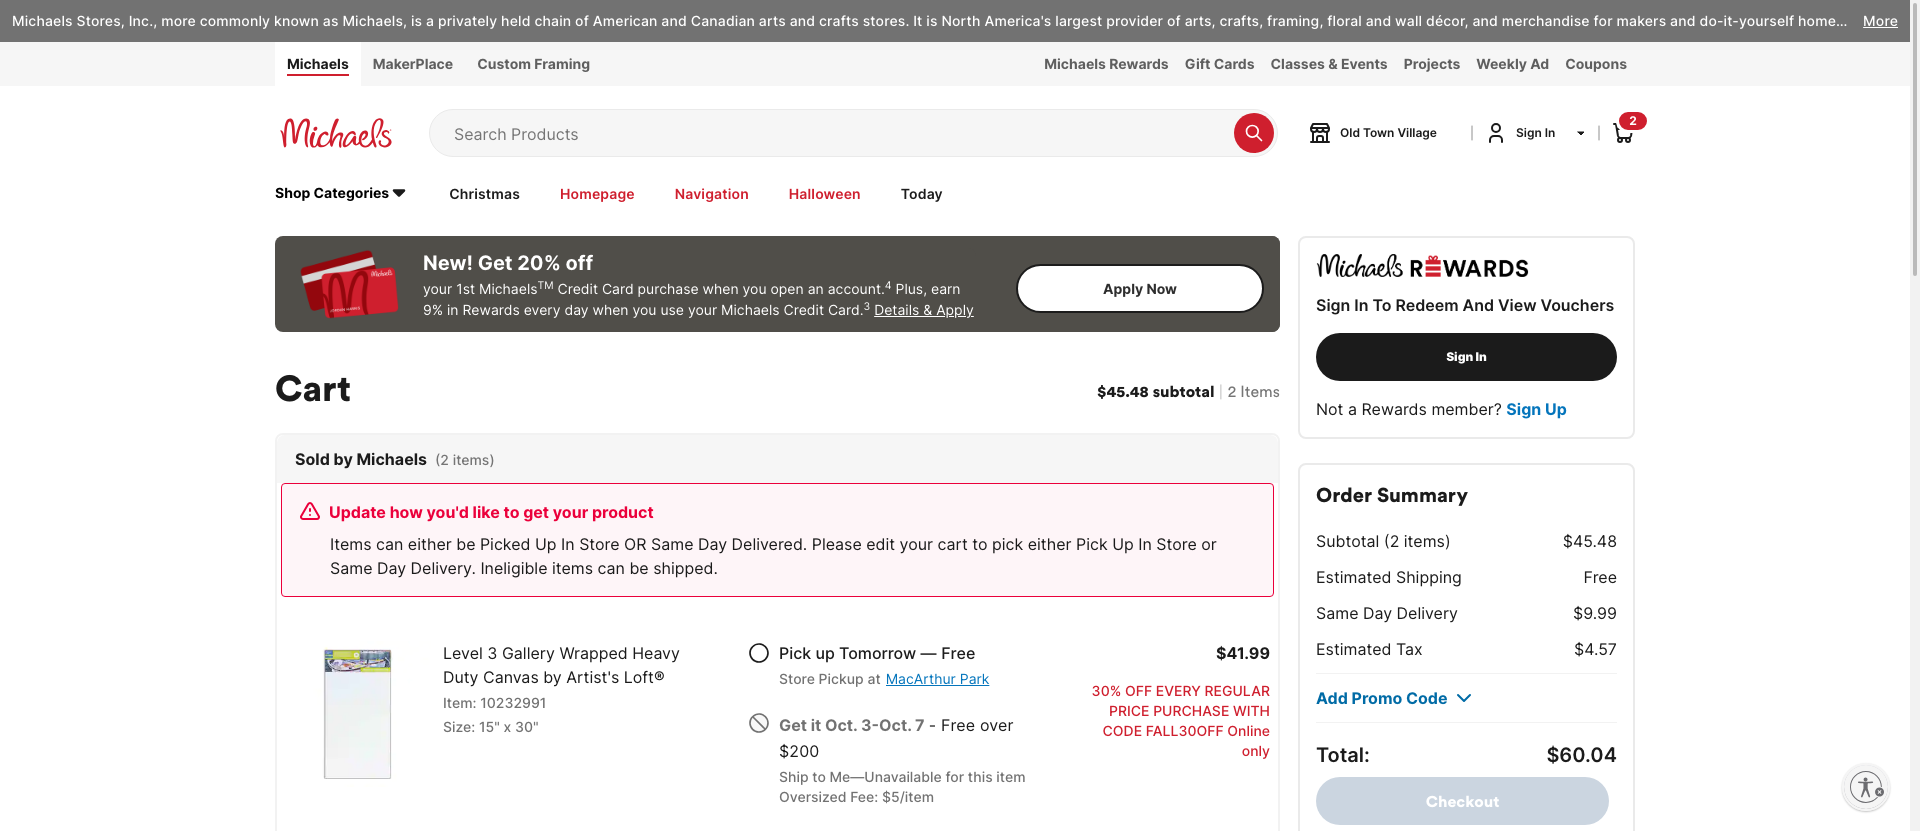 Michaels Stores, Inc., more commonly known as Michaels, is a privately held chain of American and Canadian arts and crafts stores. It is North America's largest provider of arts, crafts, framing, floral and wall décor, and merchandise for makers and do-it-yourself home... More
Michaels MakerPlace Custom Framing Michaels Rewards Gift Cards Classes & Events Projects Weekly Ad Coupons
Michaels Search Products Old Town Village Sign In 2
Shop Categories Christmas Homepage Navigation Halloween Today
New! Get 20% off
your 1st Michaels™ Credit Card purchase when you open an account.⁴ Plus, earn
9% in Rewards every day when you use your Michaels Credit Card.³ Details & Apply
Apply Now
Michaels REWARDS
Sign In To Redeem And View Vouchers
Sign In
Not a Rewards member? Sign Up
Cart
$45.48 subtotal 2 Items
Sold by Michaels (2 items)
Update how you'd like to get your product
Items can either be Picked Up In Store OR Same Day Delivered. Please edit your cart to pick either Pick Up In Store or
Same Day Delivery. Ineligible items can be shipped.
Level 3 Gallery Wrapped Heavy
Duty Canvas by Artist's Loft®
Item: 10232991
Size: 15" x 30"
Pick up Tomorrow — Free
Store Pickup at MacArthur Park
Get it Oct. 3-Oct. 7 - Free over
$200
Ship to Me—Unavailable for this item
Oversized Fee: $5/item
$41.99
30% OFF EVERY REGULAR
PRICE PURCHASE WITH
CODE FALL30OFF Online
only
Order Summary
Subtotal (2 items) $45.48
Estimated Shipping Free
Same Day Delivery $9.99
Estimated Tax $4.57
Add Promo Code
Total: $60.04
Checkout